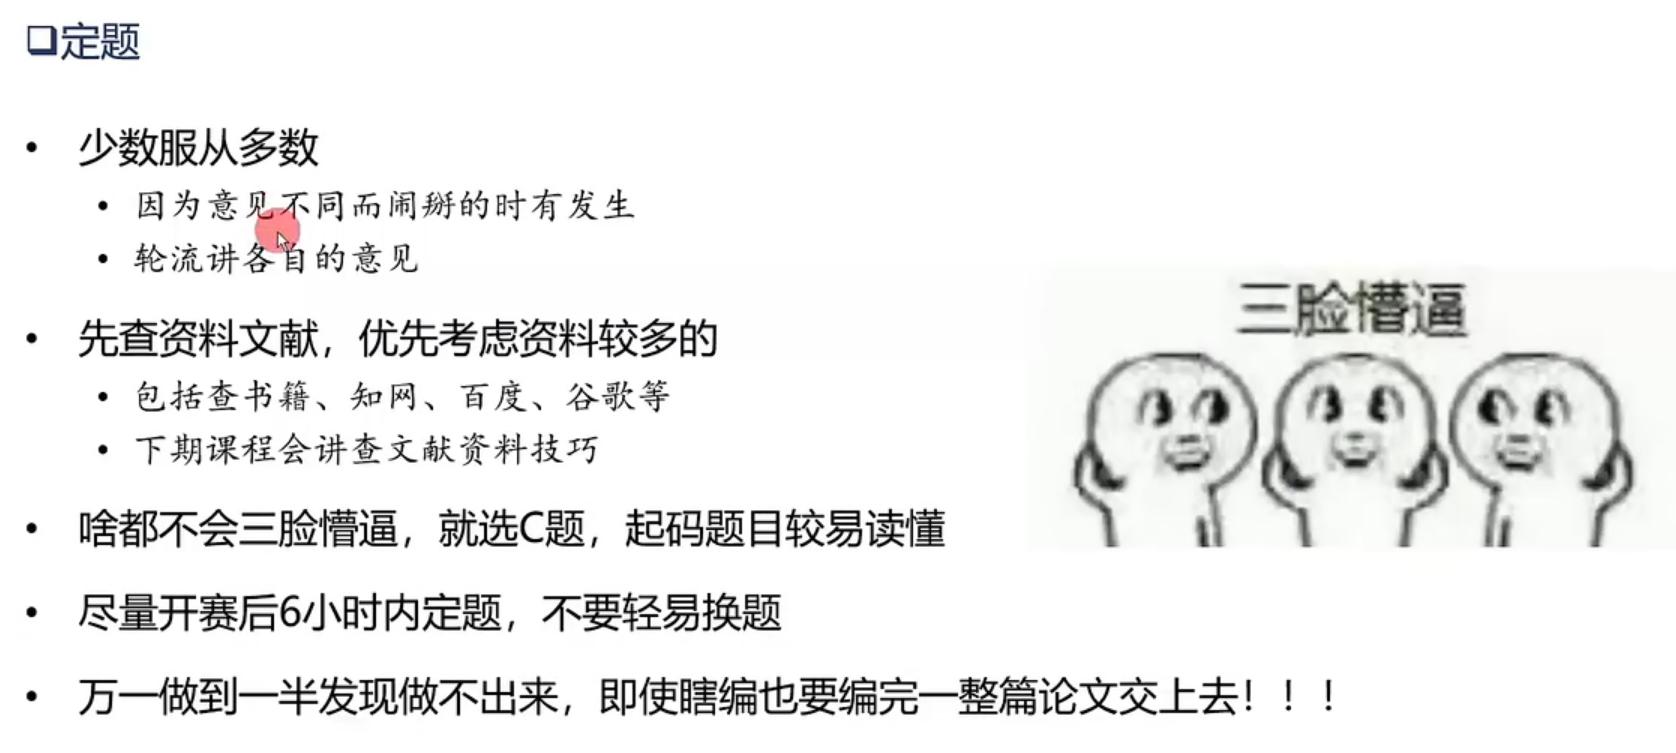 定题
少数服从多数
因为意见不同而闹掰的时有发生
轮流讲各自的意见
先查资料文献，优先考虑资料较多的
包括查书籍、知网、百度、谷歌等
下期课程会讲查文献资料技巧
啥都不会三脸懵逼，就选C题，起码题目较易读懂
尽量开赛后6小时内定题，不要轻易换题
万一做到一半发现做不出来，即使瞎编也要编完一整篇论文交上去！！！
三脸懵逼